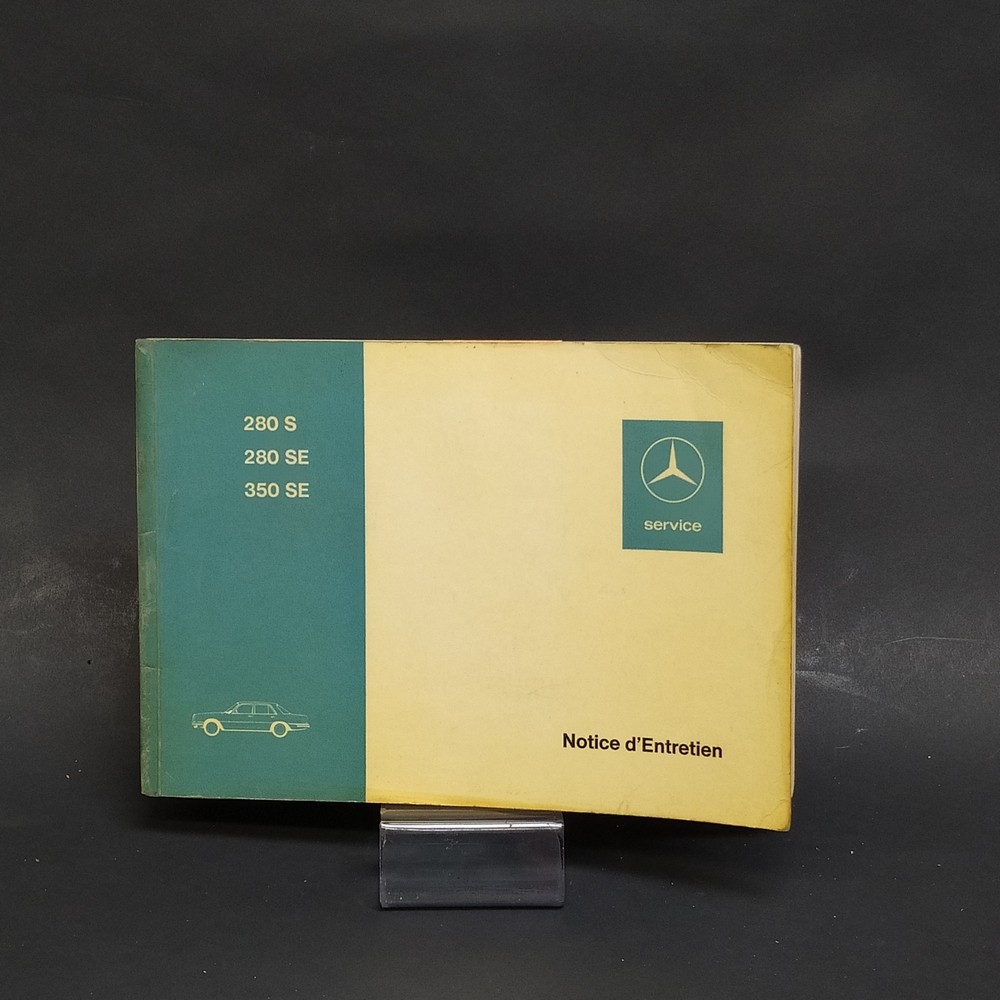 280 S
280 SE
350 SE
service
Notice d'Entretien